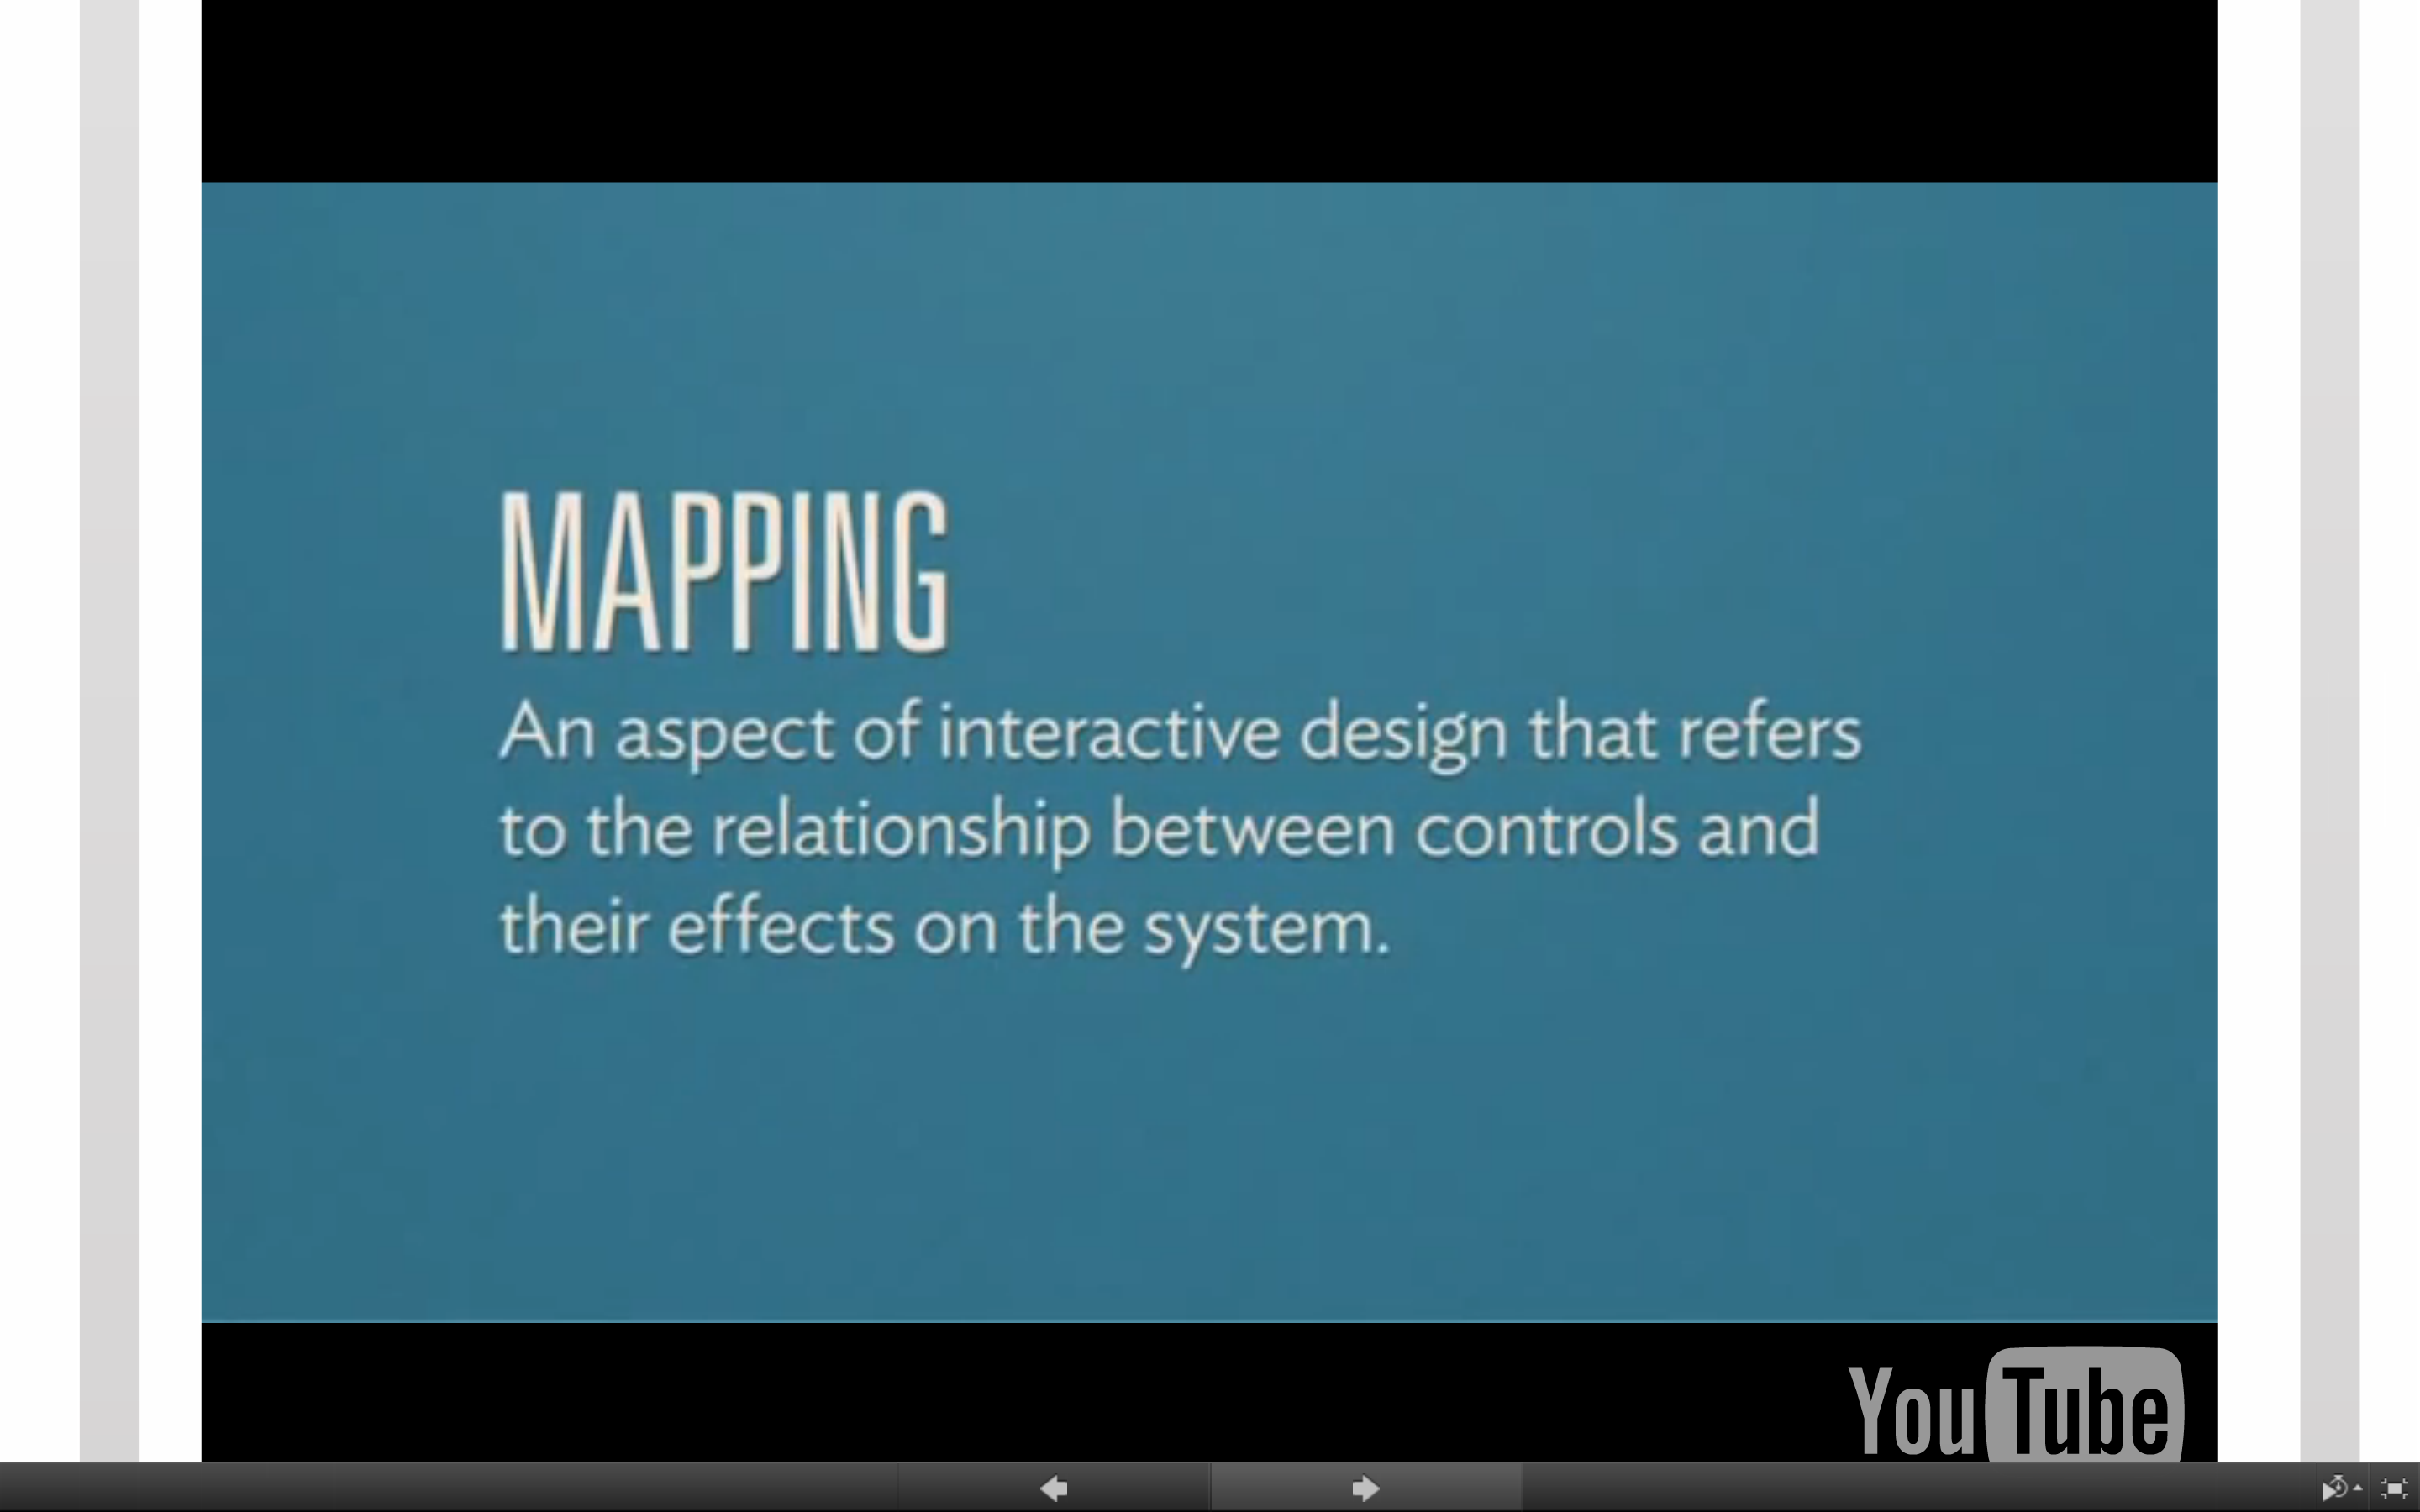 MAPPING
An aspect of interactive design that refers
to the relationship between controls and
their effects on the system.
YouTube